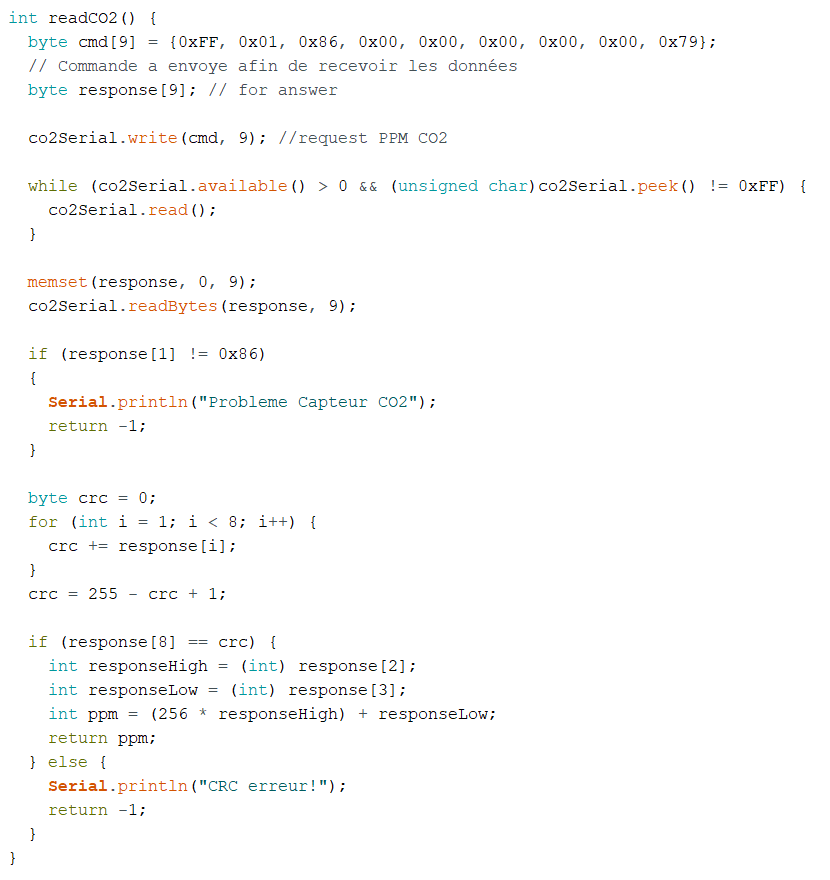 int readCO2() {
  byte cmd[9] = {0xFF, 0x01, 0x86, 0x00, 0x00, 0x00, 0x00, 0x00, 0x79};
  // Commande a envoye afin de recevoir les données
  byte response[9]; // for answer

  co2Serial.write(cmd, 9); //request PPM CO2

  while (co2Serial.available() > 0 && (unsigned char)co2Serial.peek() != 0xFF) {
    co2Serial.read();
  }

  memset(response, 0, 9);
  co2Serial.readBytes(response, 9);

  if (response[1] != 0x86)
  {
    Serial.println("Probleme Capteur CO2");
    return -1;
  }

  byte crc = 0;
  for (int i = 1; i < 8; i++) {
    crc += response[i];
  }
  crc = 255 - crc + 1;

  if (response[8] == crc) {
    int responseHigh = (int) response[2];
    int responseLow = (int) response[3];
    int ppm = (256 * responseHigh) + responseLow;
    return ppm;
  } else {
    Serial.println("CRC erreur!");
    return -1;
  }
}